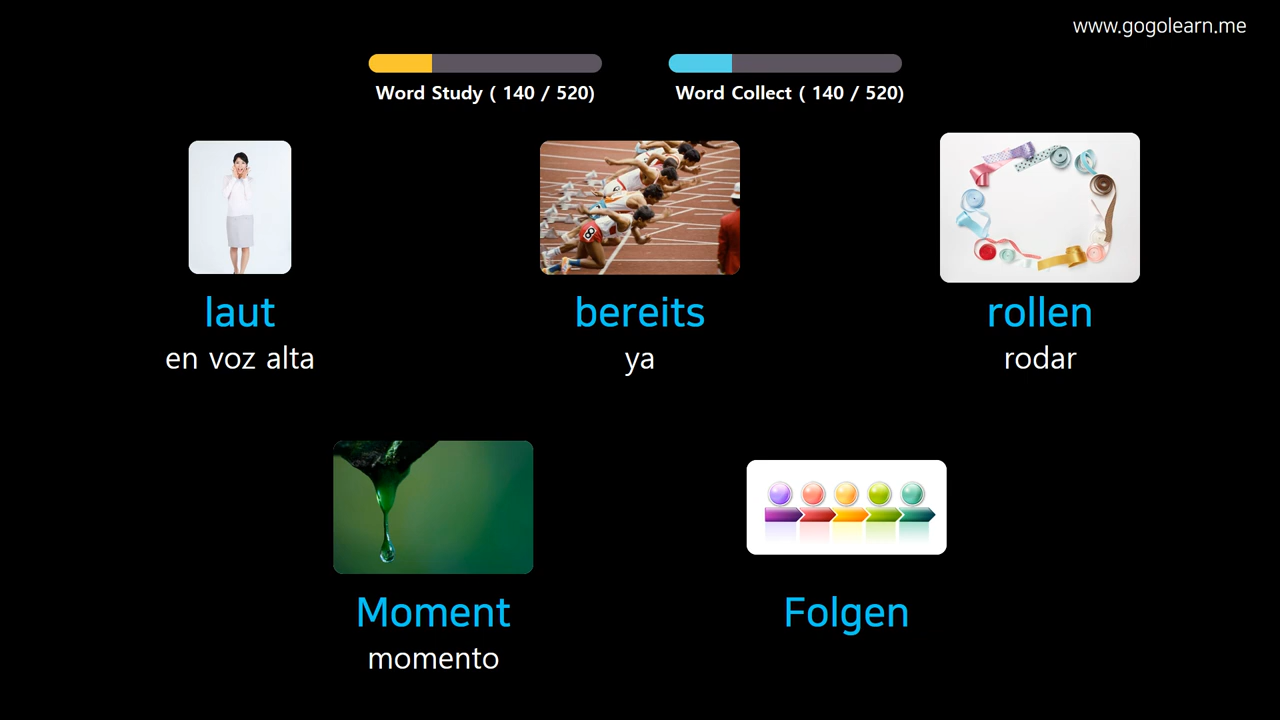 www.gogolearn.me
Word Study ( 140 / 520)
Word Collect ( 140 / 520)
laut
en voz alta
bereits
ya
rollen
rodar
Moment
momento
Folgen
8